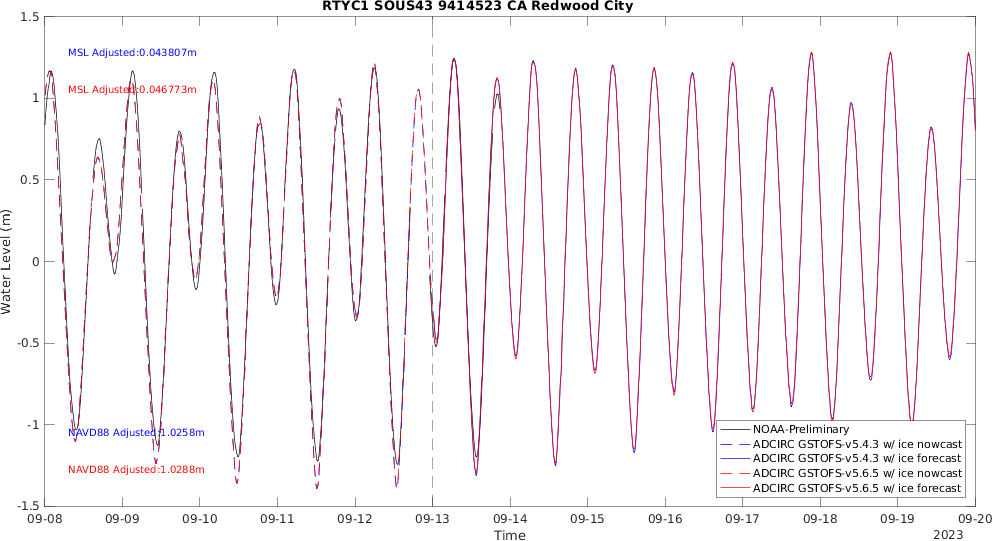 RTYC1 SOUS43 9414523 CA Redwood City
1.5
1
0.5
0
-0.5
-1
-1.5
Water Level (m)
MSL Adjusted:0.043807m
MSL Adjusted:0.046773m
NAVD88 Adjusted:1.0258m
NAVD88 Adjusted:1.0288m
NOAA-Preliminary
ADCIRC GSTOFS-v5.4.3 w/ ice nowcast
ADCIRC GSTOFS-v5.4.3 w/ ice forecast
ADCIRC GSTOFS-v5.6.5 w/ ice nowcast
ADCIRC GSTOFS-v5.6.5 w/ ice forecast
09-08 09-09 09-10 09-11 09-12 09-13 09-14 09-15 09-16 09-17 09-18 09-19 09-20
Time
2023